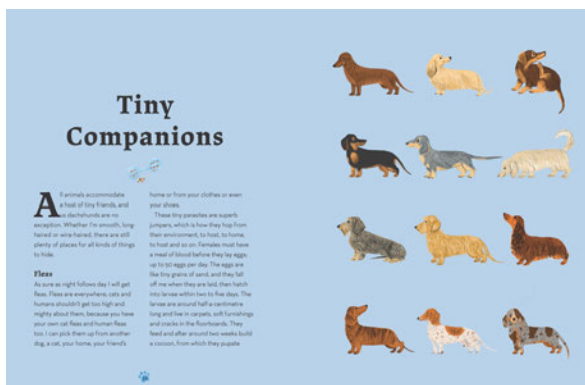 Tiny
Companions
All animals accommodate
a host of tiny friends, and
us dachshunds are no
exception. Whether I'm smooth, long-
haired or wire-haired, there are still
plenty of places for all kinds of things
to hide.
Fleas
As sure as night follows day I will get
fleas. Fleas are everywhere; cats and
humans shouldn't get too high and
mighty about them, because you have
your own cat fleas and human fleas
too. I can pick them up from another
dog, a cat, your home, your friend's
home or from your clothes or even
your shoes.
These tiny parasites are superb
jumpers, which is how they hop from
their environment, to host, to home,
to host and so on. Females must have
a meal of blood before they lay eggs;
up to 50 eggs per day. The eggs are
like tiny grains of sand, and they fall
off me when they are laid, then hatch
into larvae within two to five days. The
larvae are around half-a-centimetre
long and live in carpets, soft furnishings
and cracks in the floorboards. They
feed and after around two weeks build
a cocoon, from which they pupate